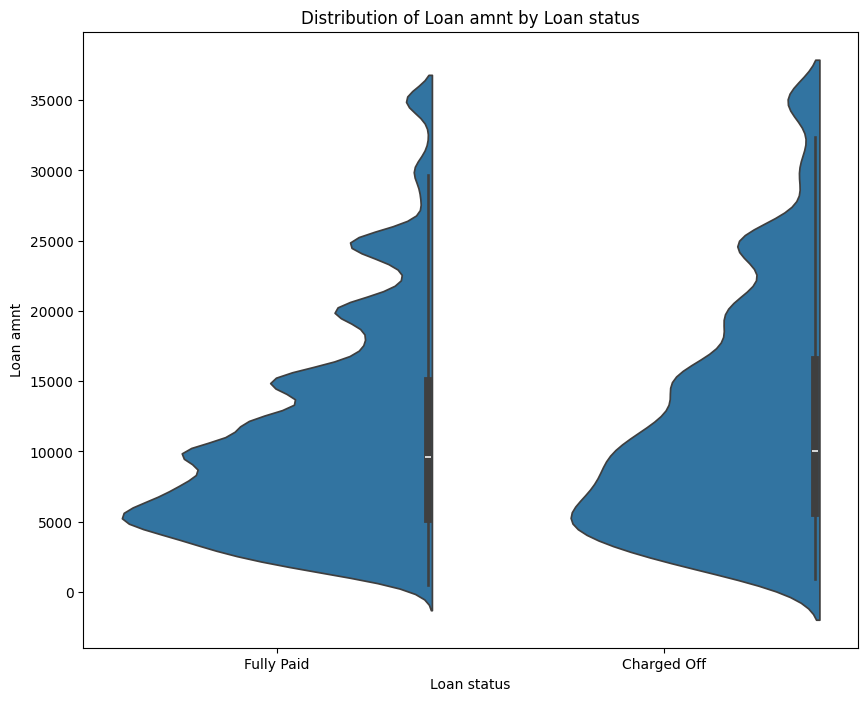 Distribution of Loan amnt by Loan status
35000
30000
25000
20000
15000
10000
5000
0
Loan amnt
Fully Paid
Charged Off
Loan status